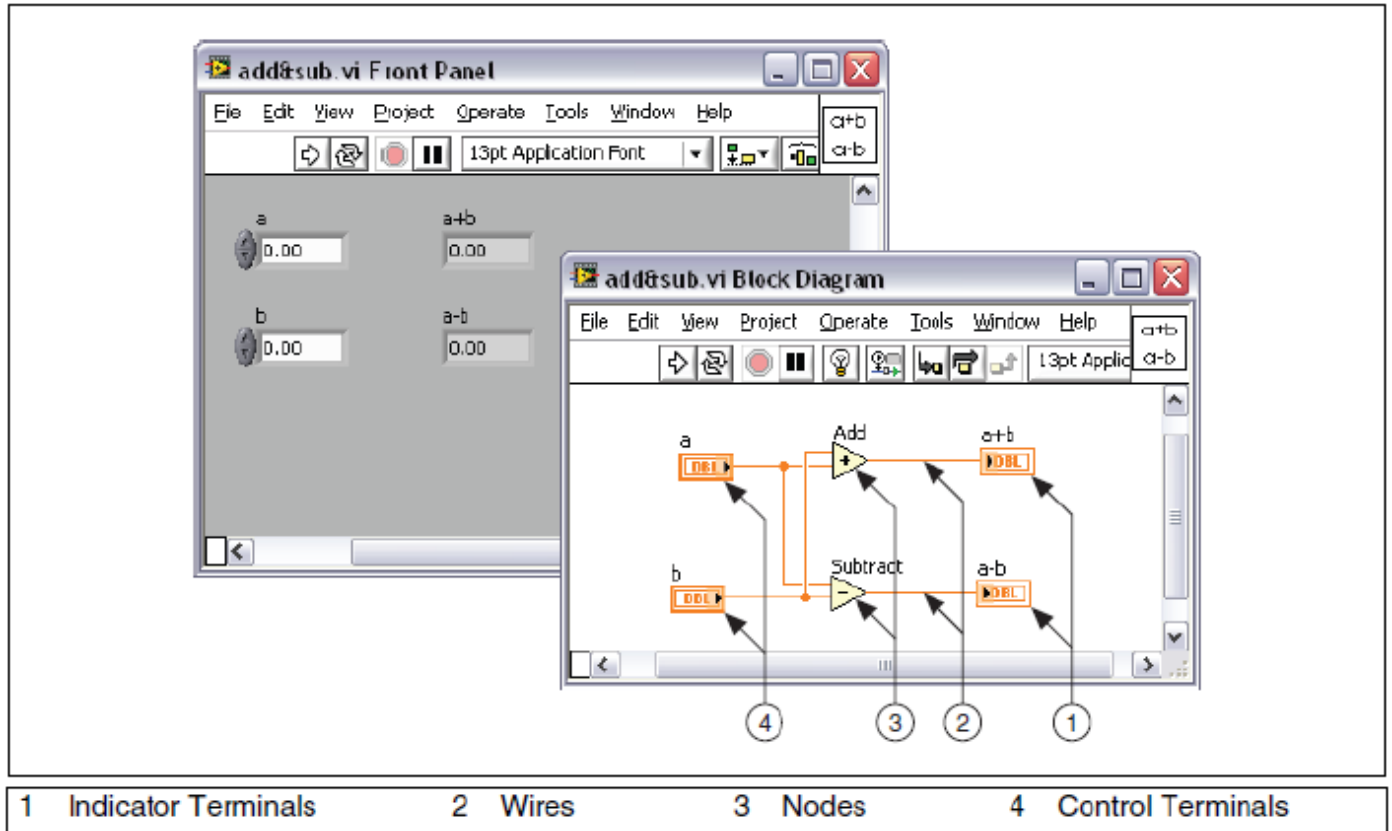 add&sub.vi Front Panel
File Edit View Project Operate Tools Window Help
a+b
a-b
13pt Application Font
a
0.00
a+b
0.00
b
0.00
a-b
0.00
add&sub.vi Block Diagram
File Edit View Project Operate Tools Window Help
a+b
a-b
13pt Applic
a
DBL
Add
+
a+b
DBL
b
DBL
Subtract
-
a-b
DBL
4 3 2 1
1 Indicator Terminals 2 Wires 3 Nodes 4 Control Terminals